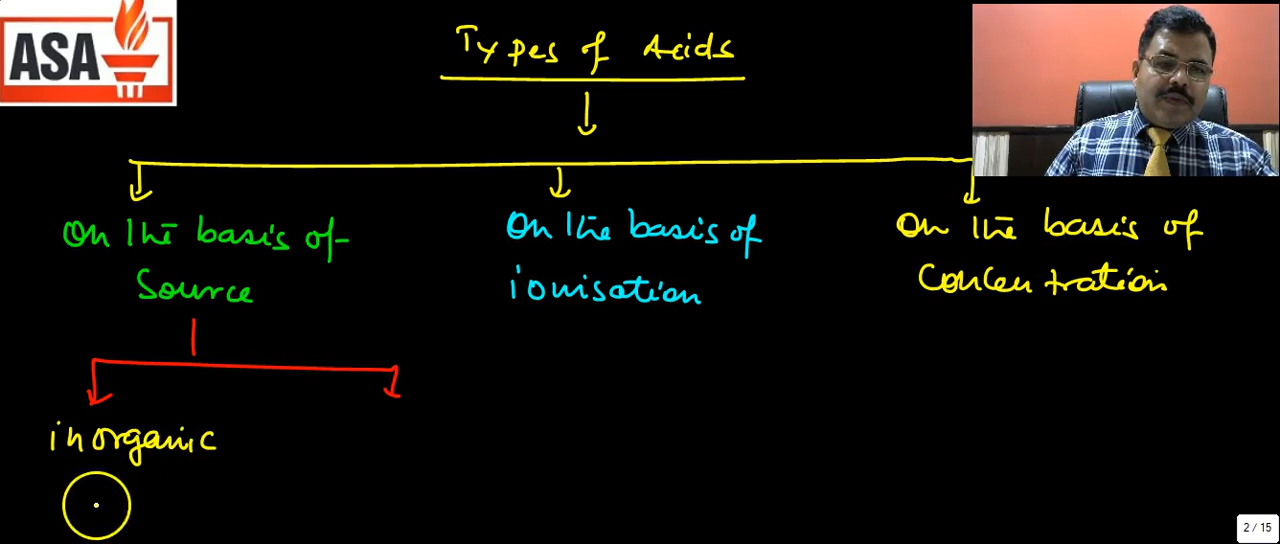 ASA
Types of Acids
On the basis of
Source
On the basis of
ionisation
On the basis of
Concentration
inorganic
2 / 15